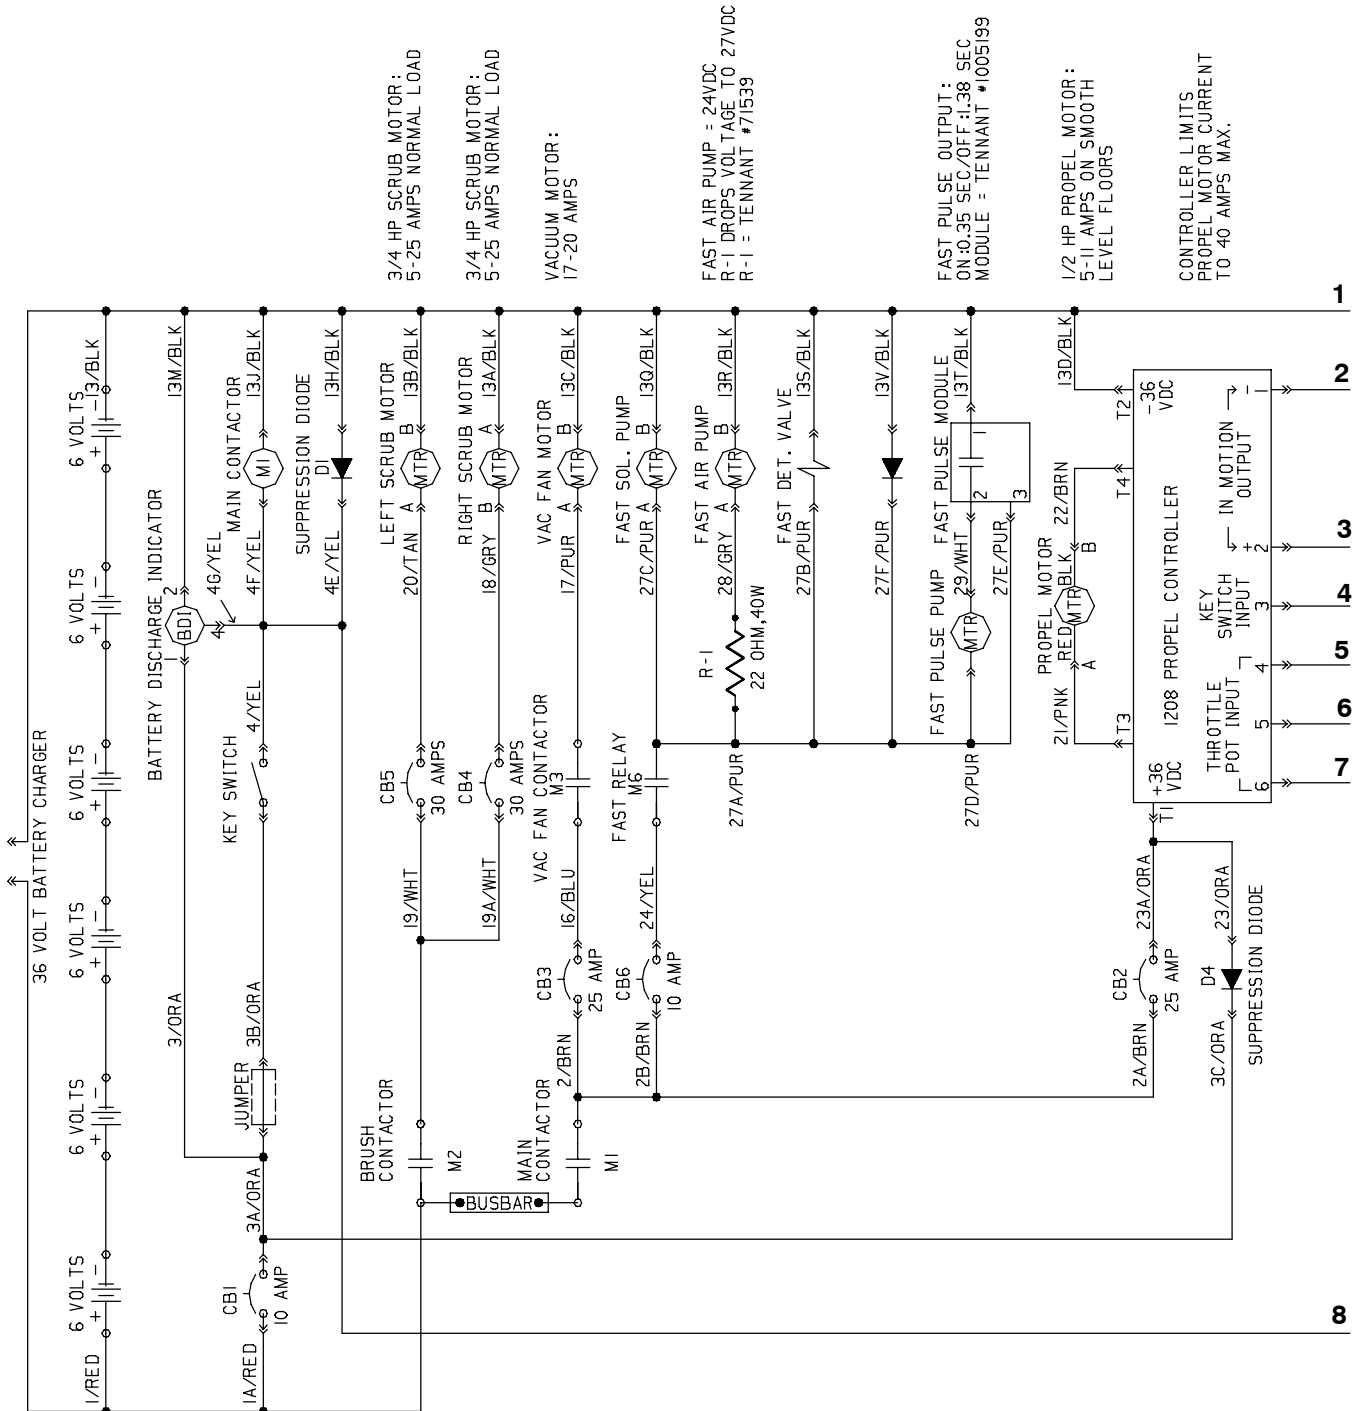 3/4 HP SCRUB MOTOR:
5-25 AMPS NORMAL LOAD
3/4 HP SCRUB MOTOR:
5-25 AMPS NORMAL LOAD
VACUUM MOTOR:
17-20 AMPS
FAST AIR PUMP = 24VDC
R-1 DROPS VOLTAGE TO 27VDC
R-1 = TENNANT #71539
FAST PULSE OUTPUT:
ON:0.35 SEC/OFF:1.38 SEC
MODULE = TENNANT #1005199
1/2 HP PROPEL MOTOR:
5-11 AMPS ON SMOOTH
LEVEL FLOORS
CONTROLLER LIMITS
PROPEL MOTOR CURRENT
TO 40 AMPS MAX.
36 VOLT BATTERY CHARGER
1/RED
6 VOLTS
+ -
6 VOLTS
+ -
6 VOLTS
+ -
6 VOLTS
+ -
6 VOLTS
+ -
6 VOLTS
+ -
13/BLK
3/ORA
BATTERY DISCHARGE INDICATOR
1 BDI 2
4
4G/YEL
13M/BLK
1A/RED
CB1
10 AMP
3A/ORA
JUMPER
3B/ORA
KEY SWITCH
4/YEL
4F/YEL
MAIN CONTACTOR
M1
13J/BLK
4E/YEL
SUPPRESSION DIODE
D1
13H/BLK
BRUSH
CONTACTOR
M2
19/WHT
CB5
30 AMPS
20/TAN
LEFT SCRUB MOTOR
A MTR B
13B/BLK
19A/WHT
CB4
30 AMPS
18/GRY
RIGHT SCRUB MOTOR
B MTR A
13A/BLK
BUSBAR
MAIN
CONTACTOR
M1
2/BRN
CB3
25 AMP
16/BLU
VAC FAN CONTACTOR
M3
17/PUR
VAC FAN MOTOR
A MTR B
13C/BLK
2B/BRN
CB6
10 AMP
24/YEL
FAST RELAY
M6
27C/PUR
FAST SOL. PUMP
A MTR B
13Q/BLK
27A/PUR
R-1
22 OHM,40W
28/GRY
FAST AIR PUMP
A MTR B
13R/BLK
27B/PUR
FAST DET. VALVE
13S/BLK
27F/PUR
13V/BLK
27D/PUR
FAST PULSE PUMP
MTR
29/WHT
27E/PUR
FAST PULSE MODULE
2
1
3
13T/BLK
21/PNK
PROPEL MOTOR
RED
A MTR B
BLK
22/BRN
13D/BLK
2A/BRN
CB2
25 AMP
23A/ORA
3C/ORA
D4
SUPPRESSION DIODE
23/ORA
T1
T3
T4
T2
+36
VDC
-36
VDC
1208 PROPEL CONTROLLER
THROTTLE
POT INPUT
KEY
SWITCH
INPUT
IN MOTION
OUTPUT
+ -
6 5 4 3 2 1
1
2
3
4
5
6
7
8